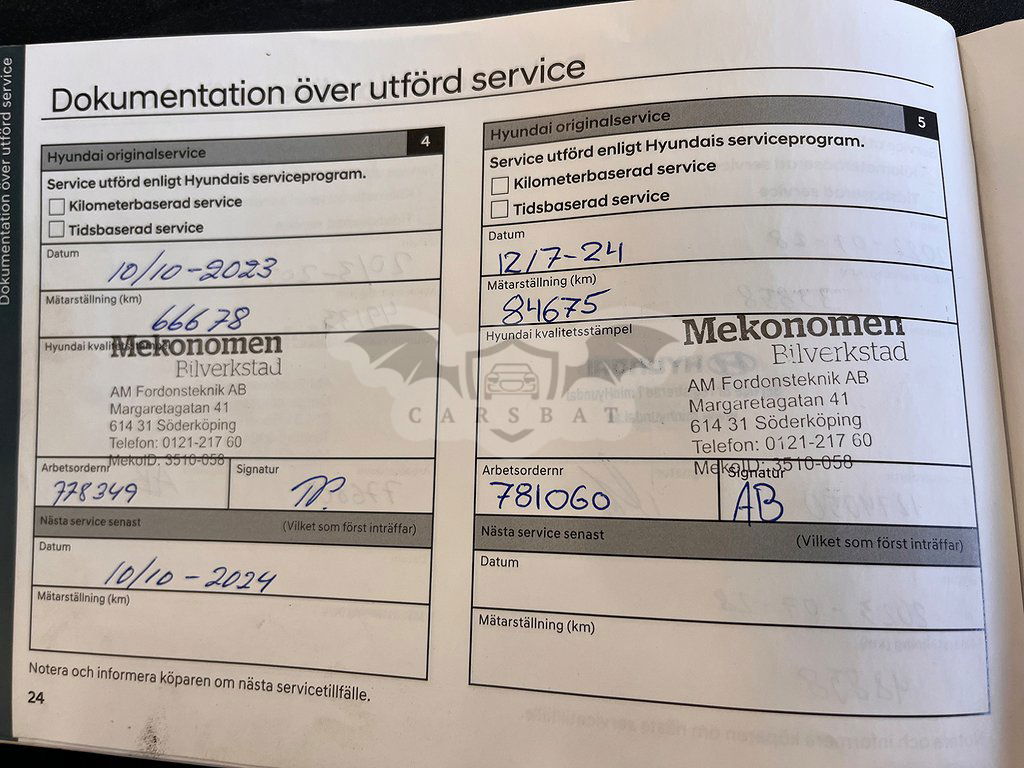 Dokumentation över utförd service
Dokumentation över utförd service
Hyundai originalservice 4
Service utförd enligt Hyundais serviceprogram.
Kilometerbaserad service
Tidsbaserad service
Datum
10/10-2023
Mätarställning (km)
66678
Hyundai kvalitetsstämpel
Mekonomen
Bilverkstad
AM Fordonsteknik AB
Margaretagatan 41
614 31 Söderköping
Telefon: 0121-217 60
MekoID: 3510-058
Arbetsordernr Signatur
778349
Nästa service senast (Vilket som först inträffar)
Datum
10/10-2024
Mätarställning (km)
Notera och informera köparen om nästa servicetillfälle.
24
Hyundai originalservice 5
Service utförd enligt Hyundais serviceprogram.
Kilometerbaserad service
Tidsbaserad service
Datum
12/7-24
Mätarställning (km)
84675
Hyundai kvalitetsstämpel
Mekonomen
Bilverkstad
AM Fordonsteknik AB
Margaretagatan 41
614 31 Söderköping
Telefon: 0121-217 60
MekoID: 3510-058
Arbetsordernr Signatur
781060 AB
Nästa service senast (Vilket som först inträffar)
Datum
Mätarställning (km)
CARSBAT